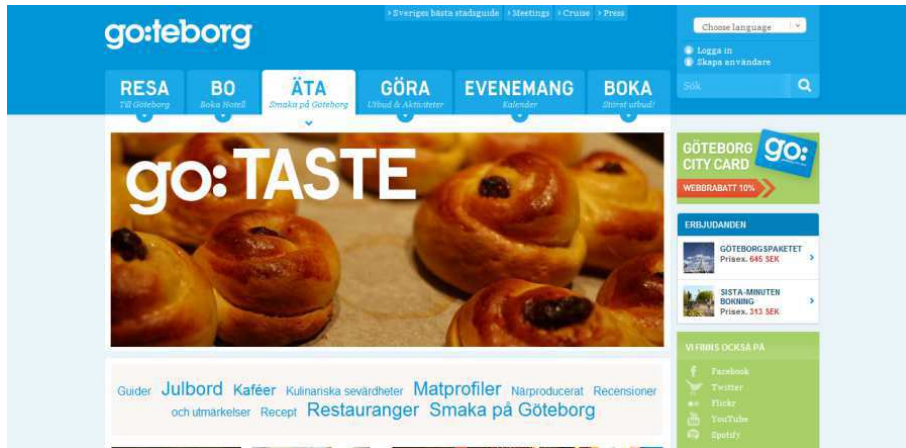 › Sveriges bästa stadsguide › Meetings › Cruise › Press
go:teborg
Choose language
Logga in
Skapa användare
Sök
RESA
Till Göteborg
BO
Boka Hotell
ÄTA
Smaka på Göteborg
GÖRA
Utbud & Aktiviteter
EVENEMANG
Kalender
BOKA
Störst utbud!
go:TASTE
GÖTEBORG
CITY CARD
go:
WEBBRABATT 10%
ERBJUDANDEN
GÖTEBORGSPAKETET
Prisex. 645 SEK
SISTA-MINUTEN
BOKNING
Prisex. 313 SEK
VI FINNS OCKSÅ PÅ
Facebook
Twitter
Flickr
YouTube
Spotify
Guider Julbord Kaféer Kulinariska sevärdheter Matprofiler Närproducerat Recensioner
och utmärkelser Recept Restauranger Smaka på Göteborg